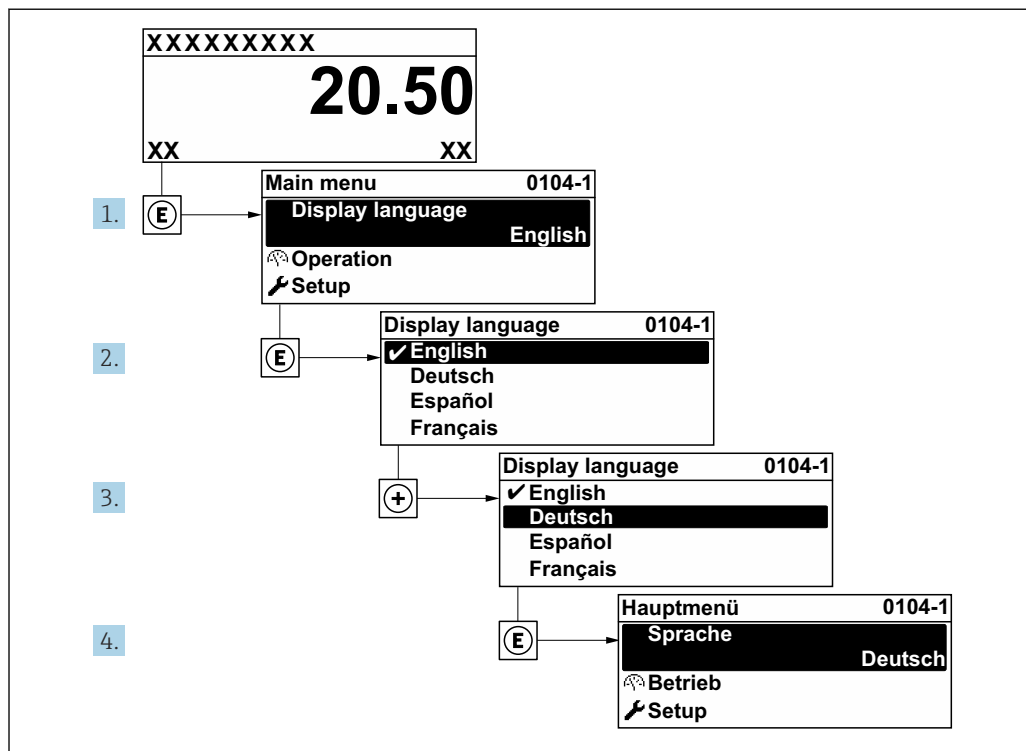 XXXXXXXXX
20.50
XX XX
1. E
Main menu 0104-1
Display language
English
Operation
Setup
2. E
Display language 0104-1
✔English
Deutsch
Español
Français
3. +
Display language 0104-1
✔English
Deutsch
Español
Français
4. E
Hauptmenü 0104-1
Sprache
Deutsch
Betrieb
Setup